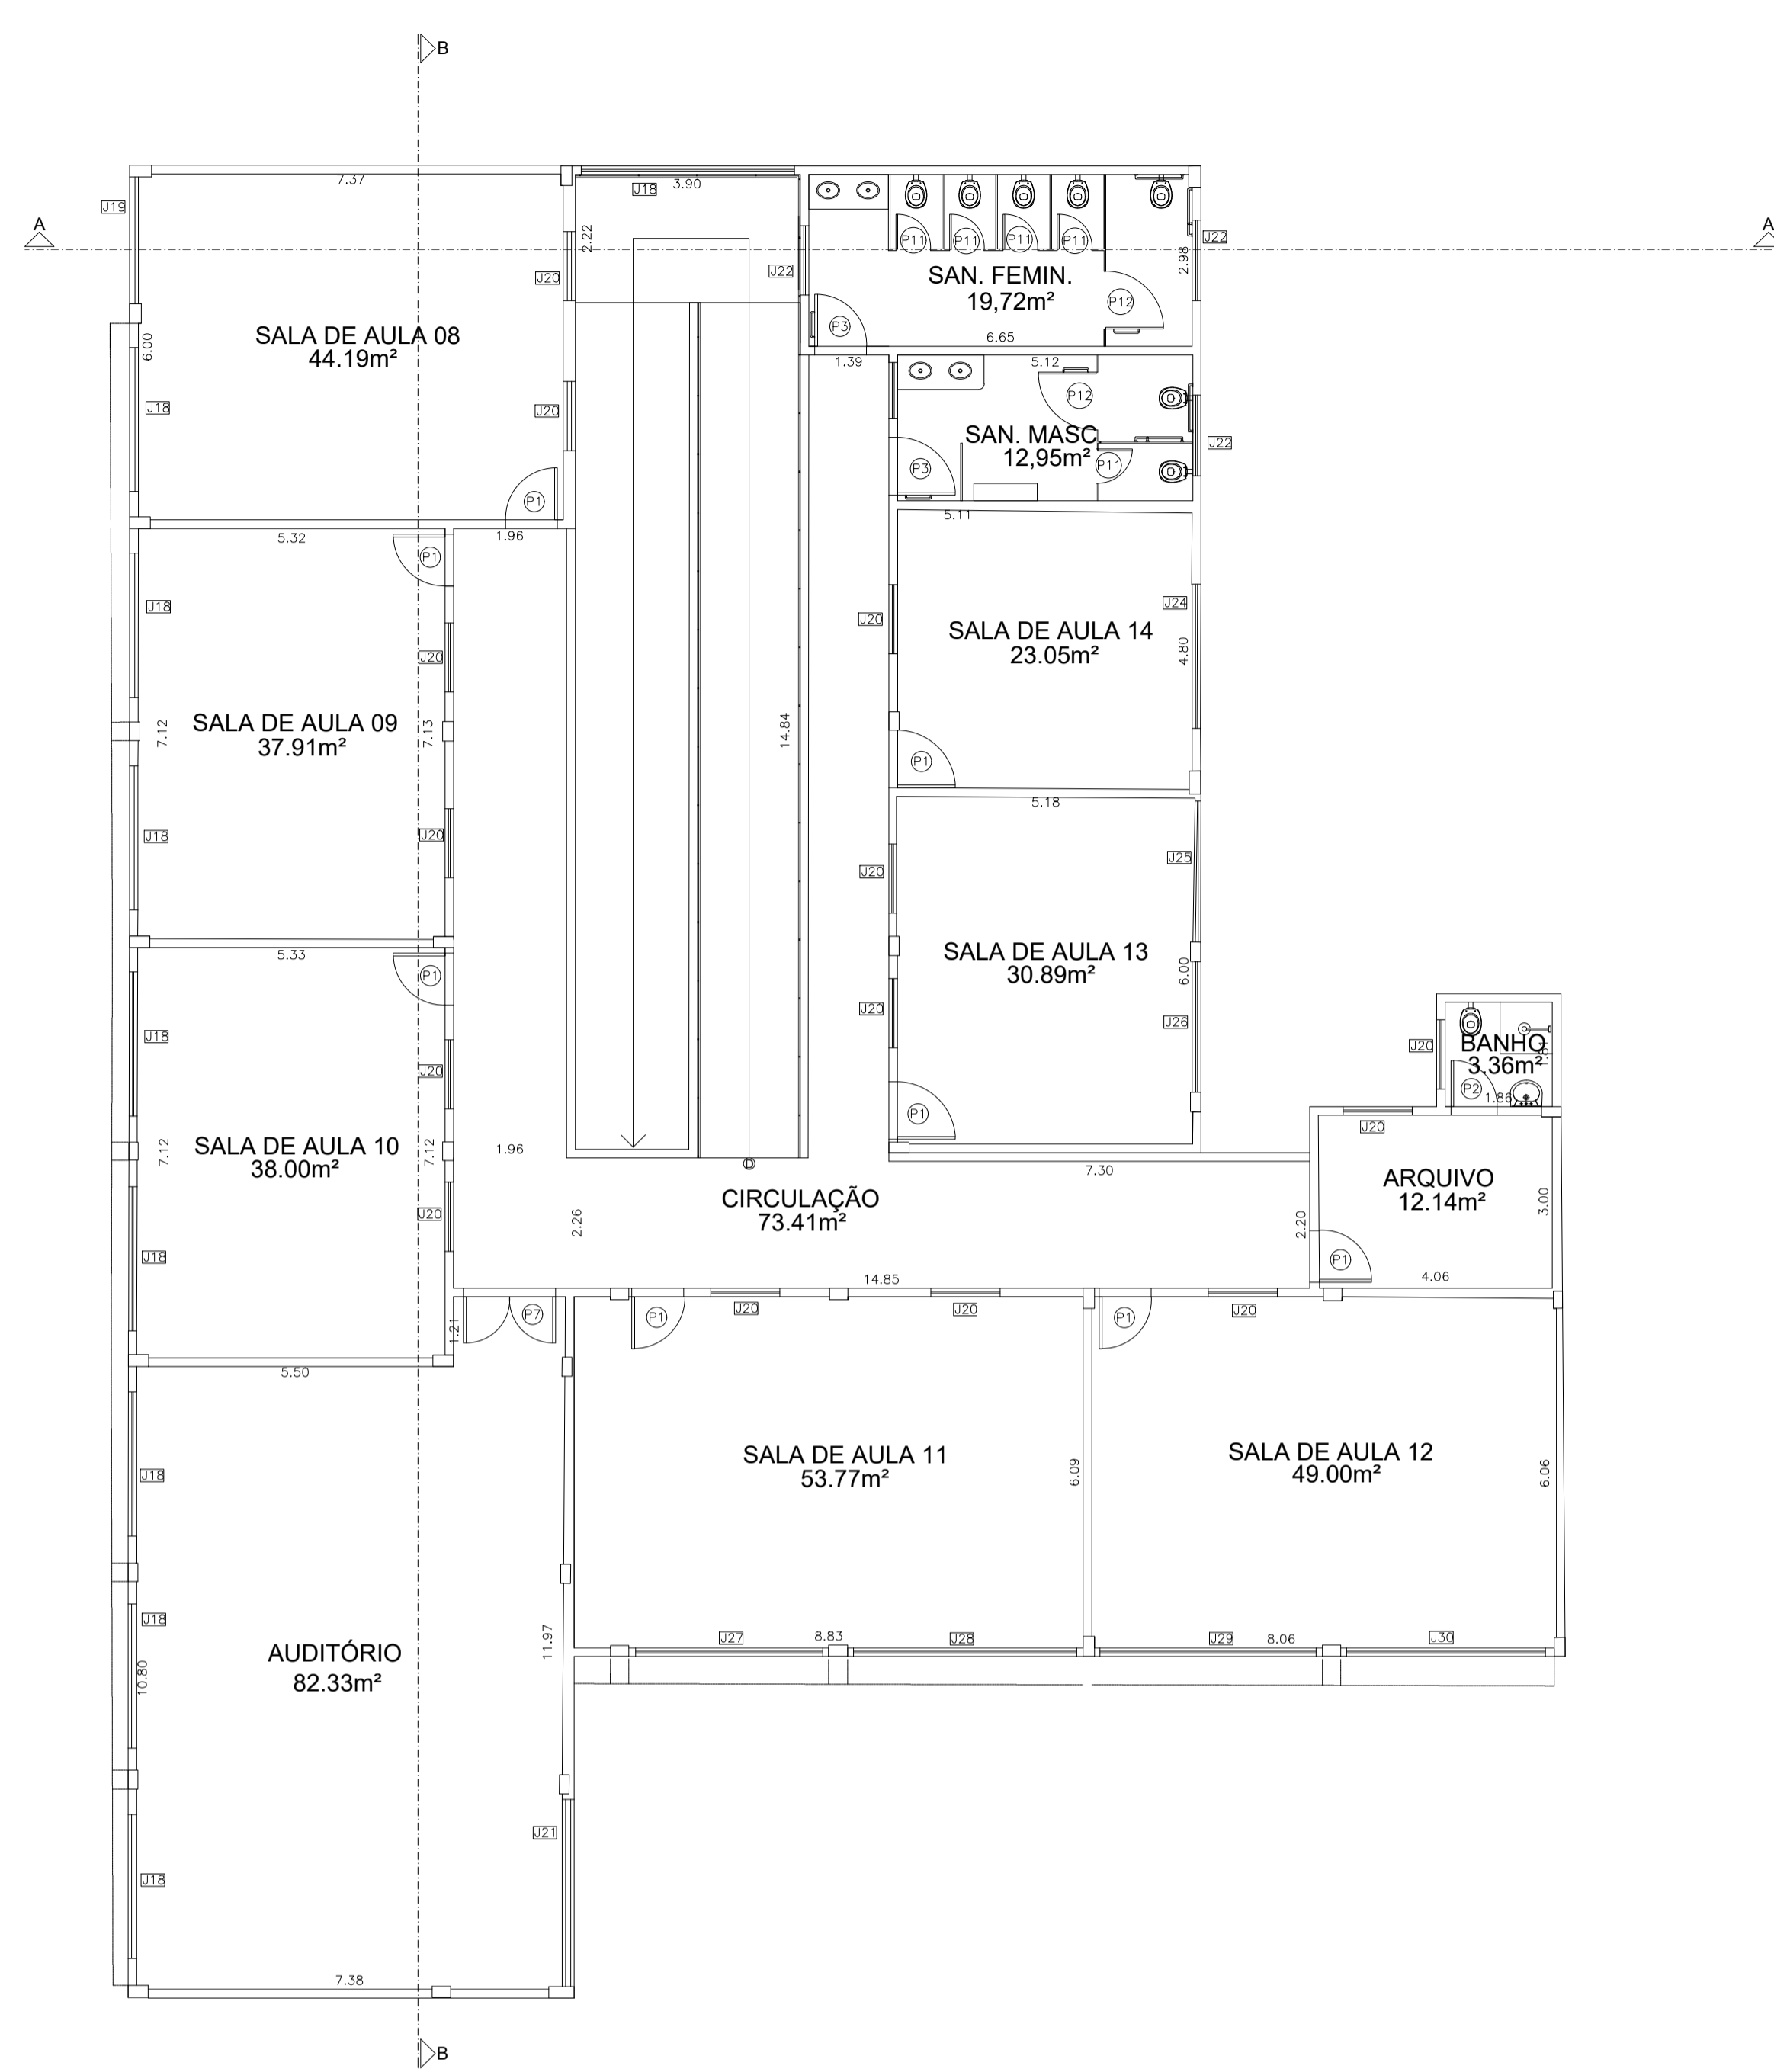 B
7.37
J18
3.90
J19
A
A
2.22
J22
2.98
P11
P11
P11
P11
J20
J22
SAN. FEMIN.
19,72m²
P12
P3
6.65
SALA DE AULA 08
44.19m²
6.00
1.39
5.12
J18
J20
P12
SAN. MASC
12,95m²
J22
P3
P11
P1
5.11
5.32
1.96
P1
J18
J20
J20
J24
SALA DE AULA 14
23.05m²
4.80
SALA DE AULA 09
37.91m²
7.12
7.13
14.84
P1
5.18
J18
J20
J20
J25
5.33
P1
SALA DE AULA 13
30.89m²
6.00
J20
J26
J18
J20
J20
BANHO
3.36m²
1.81
P2
1.86
P1
J20
SALA DE AULA 10
38.00m²
7.12
7.12
1.96
D
7.30
ARQUIVO
12.14m²
3.00
CIRCULAÇÃO
73.41m²
2.26
2.20
J20
J18
P1
14.85
4.06
1.21
P7
P1
J20
J20
P1
J20
5.50
SALA DE AULA 11
53.77m²
6.09
SALA DE AULA 12
49.00m²
6.06
J18
J18
AUDITÓRIO
82.33m²
10.80
11.97
J27
8.83
J28
J29
8.06
J30
J21
J18
7.38
B